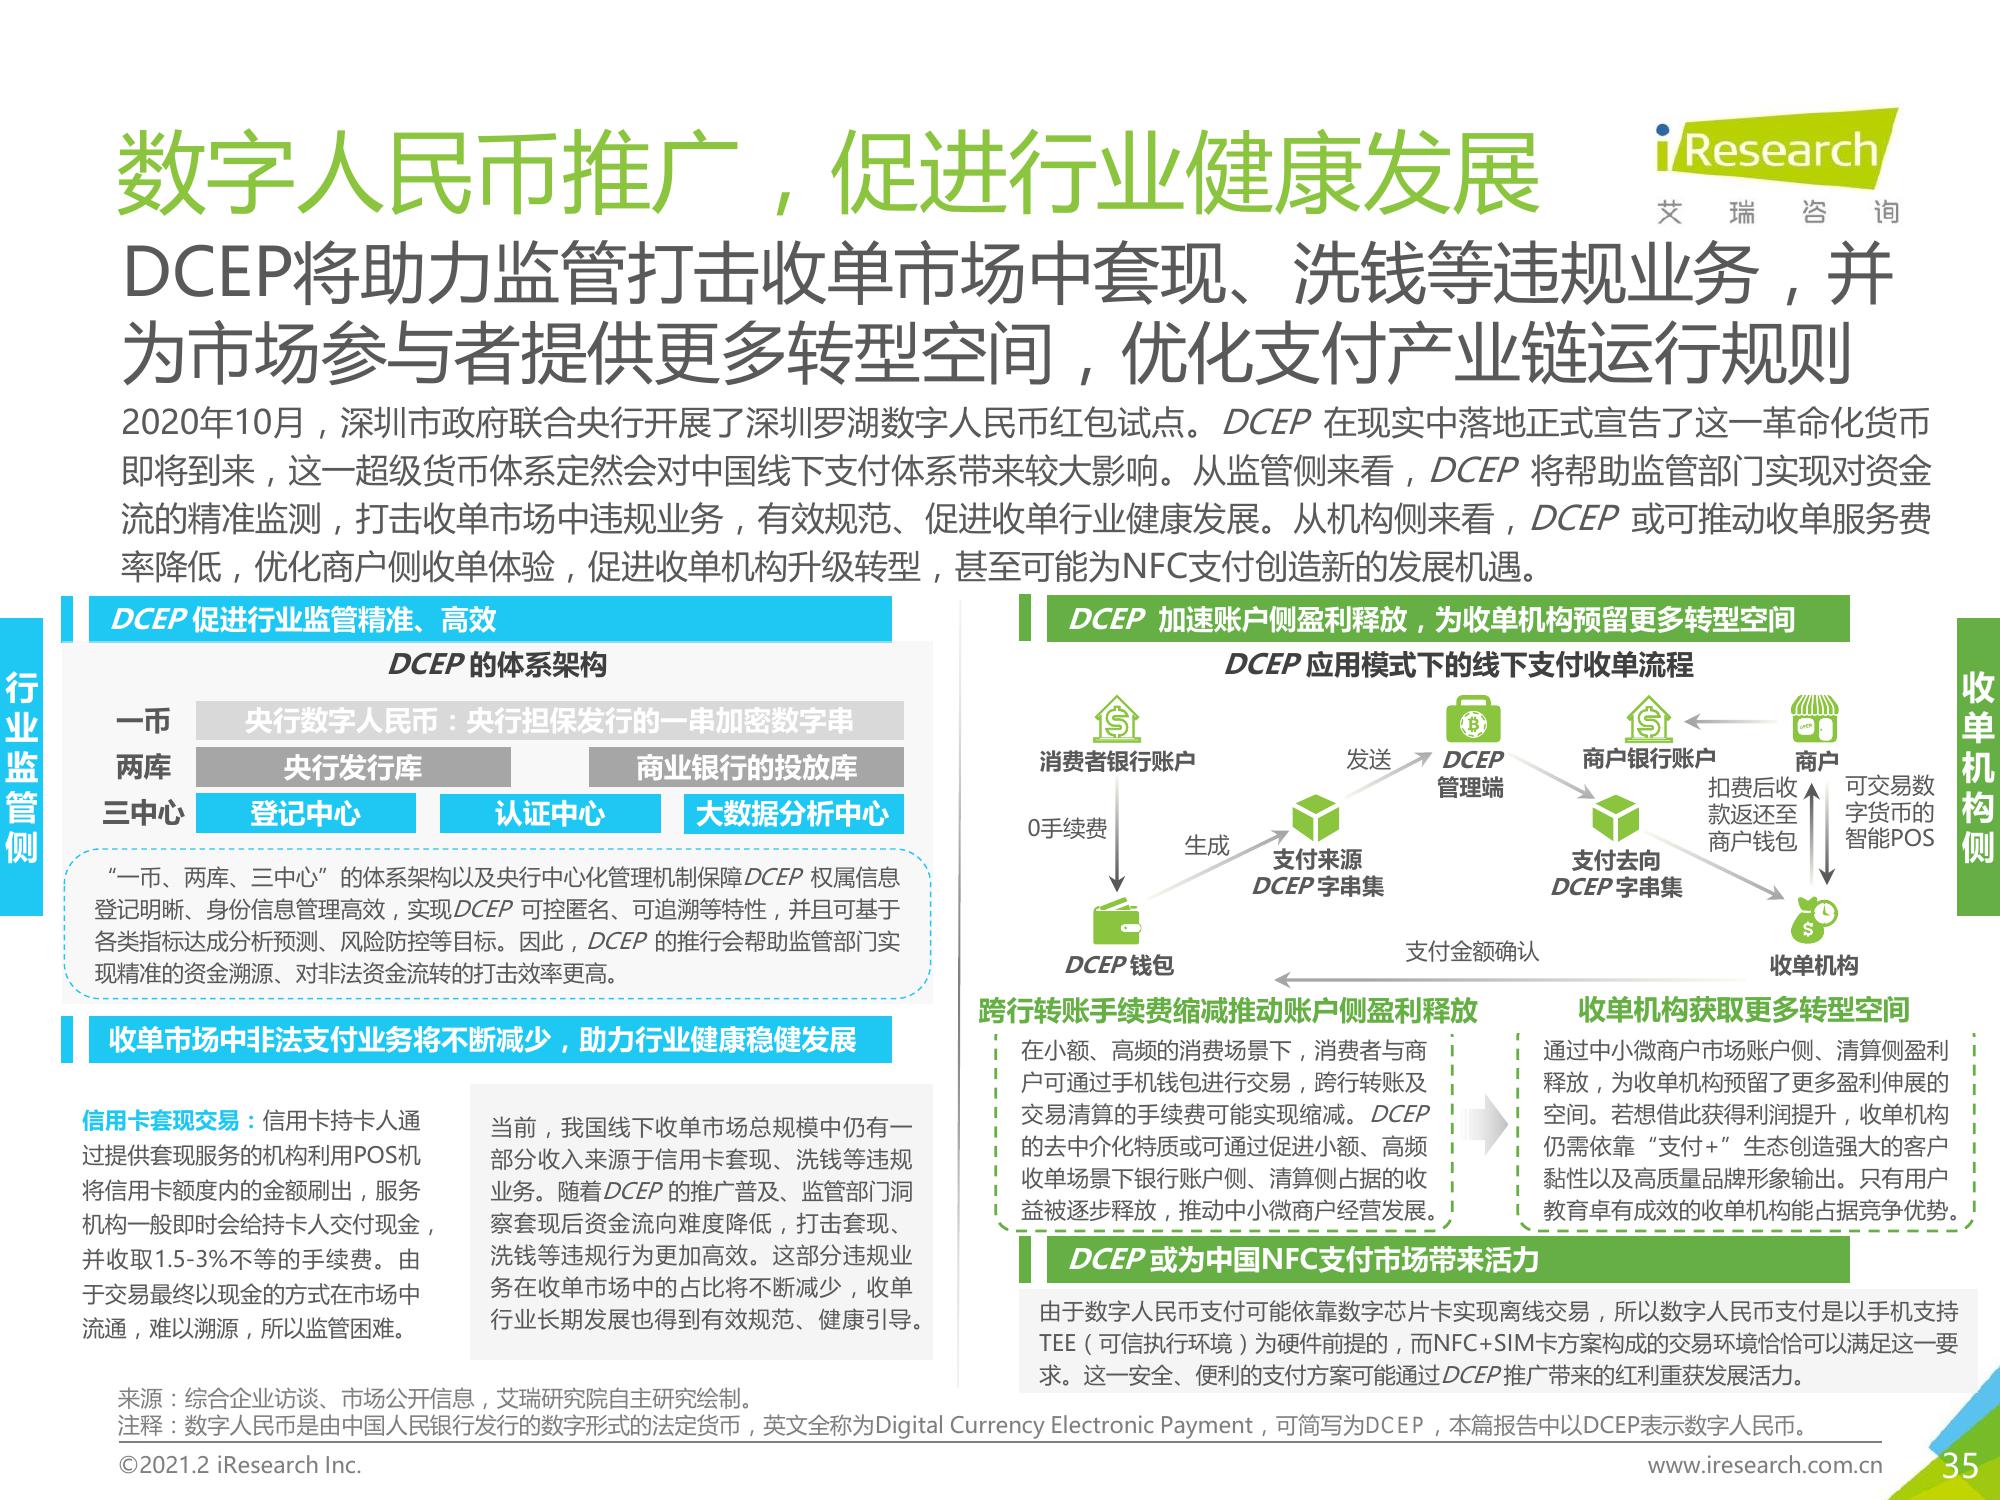 数字人民币推广，促进行业健康发展
iResearch
艾瑞咨询
DCEP将助力监管打击收单市场中套现、洗钱等违规业务，并
为市场参与者提供更多转型空间，优化支付产业链运行规则
2020年10月，深圳市政府联合央行开展了深圳罗湖数字人民币红包试点。DCEP 在现实中落地正式宣告了这一革命化货币
即将到来，这一超级货币体系定然会对中国线下支付体系带来较大影响。从监管侧来看，DCEP 将帮助监管部门实现对资金
流的精准监测，打击收单市场中违规业务，有效规范、促进收单行业健康发展。从机构侧来看，DCEP 或可推动收单服务费
率降低，优化商户侧收单体验，促进收单机构升级转型，甚至可能为NFC支付创造新的发展机遇。
行业监管侧
DCEP 促进行业监管精准、高效
DCEP 的体系架构
一币
央行数字人民币：央行担保发行的一串加密数字串
两库
央行发行库
商业银行的投放库
三中心
登记中心
认证中心
大数据分析中心
“一币、两库、三中心”的体系架构以及央行中心化管理机制保障DCEP 权属信息
登记明晰、身份信息管理高效，实现DCEP 可控匿名、可追溯等特性，并且可基于
各类指标达成分析预测、风险防控等目标。因此，DCEP 的推行会帮助监管部门实
现精准的资金溯源、对非法资金流转的打击效率更高。
收单市场中非法支付业务将不断减少，助力行业健康稳健发展
信用卡套现交易：信用卡持卡人通
过提供套现服务的机构利用POS机
将信用卡额度内的金额刷出，服务
机构一般即时会给持卡人交付现金，
并收取1.5-3%不等的手续费。由
于交易最终以现金的方式在市场中
流通，难以溯源，所以监管困难。
当前，我国线下收单市场总规模中仍有一
部分收入来源于信用卡套现、洗钱等违规
业务。随着DCEP 的推广普及、监管部门洞
察套现后资金流向难度降低，打击套现、
洗钱等违规行为更加高效。这部分违规业
务在收单市场中的占比将不断减少，收单
行业长期发展也得到有效规范、健康引导。
收单机构侧
DCEP 加速账户侧盈利释放，为收单机构预留更多转型空间
DCEP 应用模式下的线下支付收单流程
消费者银行账户
0手续费
DCEP 钱包
生成
支付来源
DCEP 字串集
发送
DCEP
管理端
支付去向
DCEP 字串集
商户银行账户
商户
扣费后收
款返还至
商户钱包
可交易数
字货币的
智能POS
收单机构
支付金额确认
跨行转账手续费缩减推动账户侧盈利释放
在小额、高频的消费场景下，消费者与商
户可通过手机钱包进行交易，跨行转账及
交易清算的手续费可能实现缩减。DCEP
的去中介化特质或可通过促进小额、高频
收单场景下银行账户侧、清算侧占据的收
益被逐步释放，推动中小微商户经营发展。
收单机构获取更多转型空间
通过中小微商户市场账户侧、清算侧盈利
释放，为收单机构预留了更多盈利伸展的
空间。若想借此获得利润提升，收单机构
仍需依靠“支付+”生态创造强大的客户
黏性以及高质量品牌形象输出。只有用户
教育卓有成效的收单机构能占据竞争优势。
DCEP 或为中国NFC支付市场带来活力
由于数字人民币支付可能依靠数字芯片卡实现离线交易，所以数字人民币支付是以手机支持
TEE（可信执行环境）为硬件前提的，而NFC+SIM卡方案构成的交易环境恰恰可以满足这一要
求。这一安全、便利的支付方案可能通过DCEP 推广带来的红利重获发展活力。
来源：综合企业访谈、市场公开信息，艾瑞研究院自主研究绘制。
注释：数字人民币是由中国人民银行发行的数字形式的法定货币，英文全称为Digital Currency Electronic Payment，可简写为DCEP，本篇报告中以DCEP表示数字人民币。
©2021.2 iResearch Inc.
www.iresearch.com.cn
35